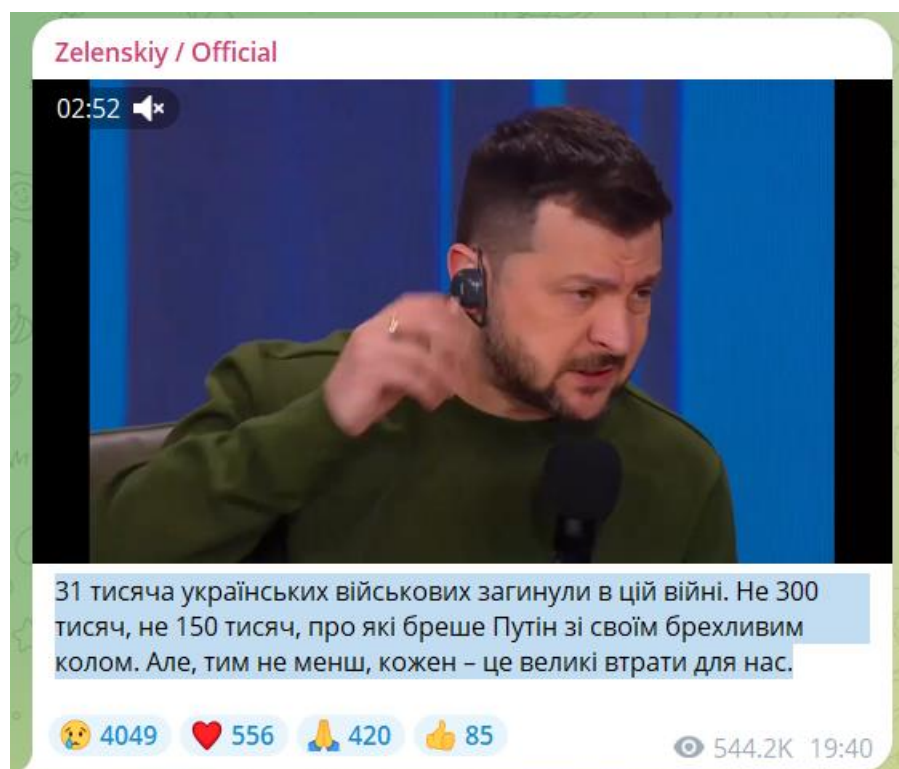 Zelenskiy / Official
02:52
31 тисяча українських військових загинули в цій війні. Не 300
тисяч, не 150 тисяч, про які бреше Путін зі своїм брехливим
колом. Але, тим не менш, кожен – це великі втрати для нас.
4049 556 420 85
544.2K 19:40